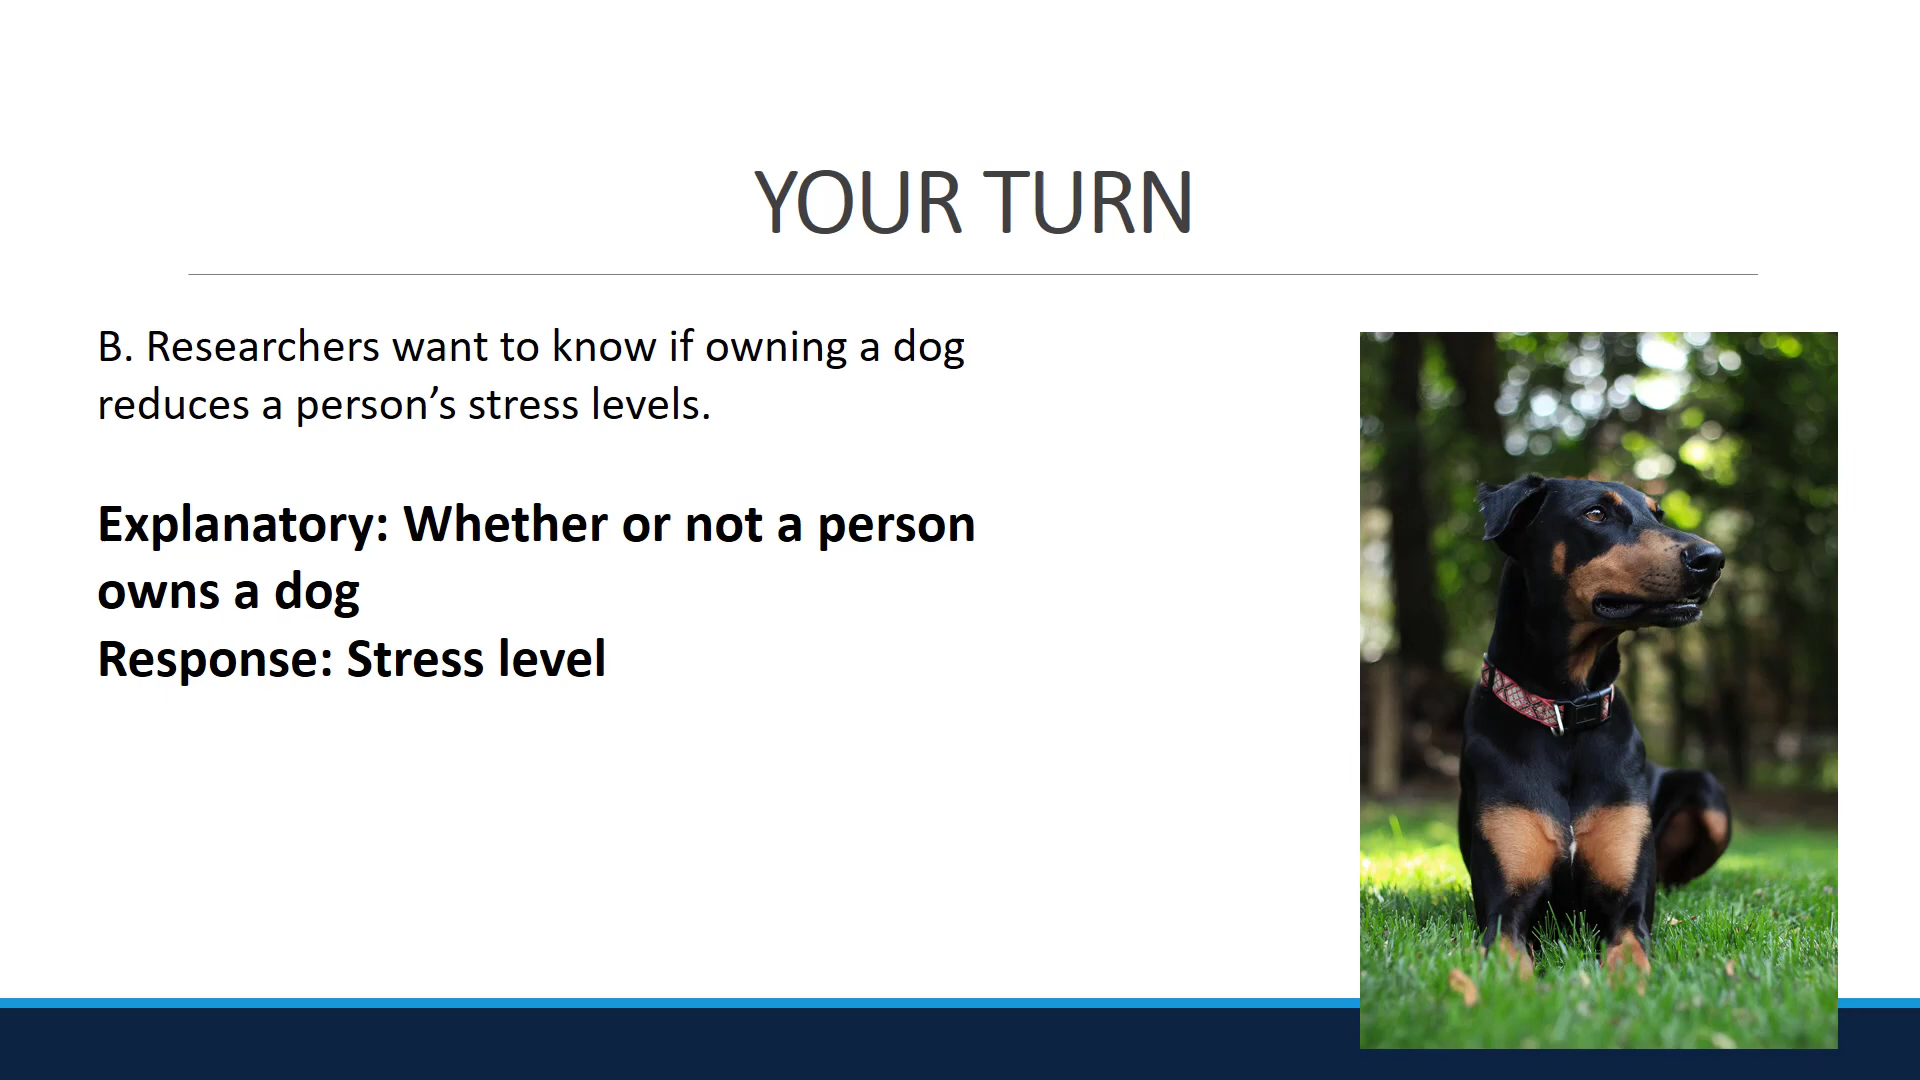 YOUR TURN
B. Researchers want to know if owning a dog
reduces a person’s stress levels.
Explanatory: Whether or not a person
owns a dog
Response: Stress level